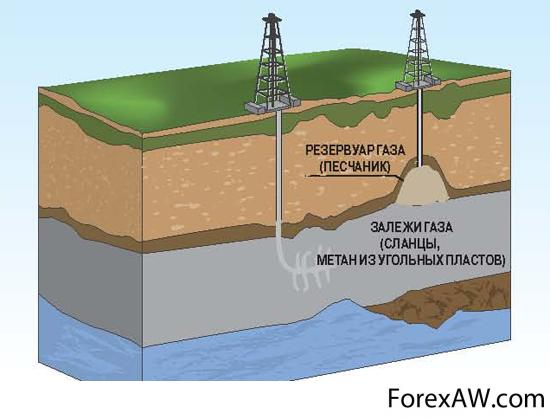 РЕЗЕРВУАР ГАЗА
(ПЕСЧАНИК)
ЗАЛЕЖИ ГАЗА
(СЛАНЦЫ,
МЕТАН ИЗ УГОЛЬНЫХ ПЛАСТОВ)
ForexAW.com